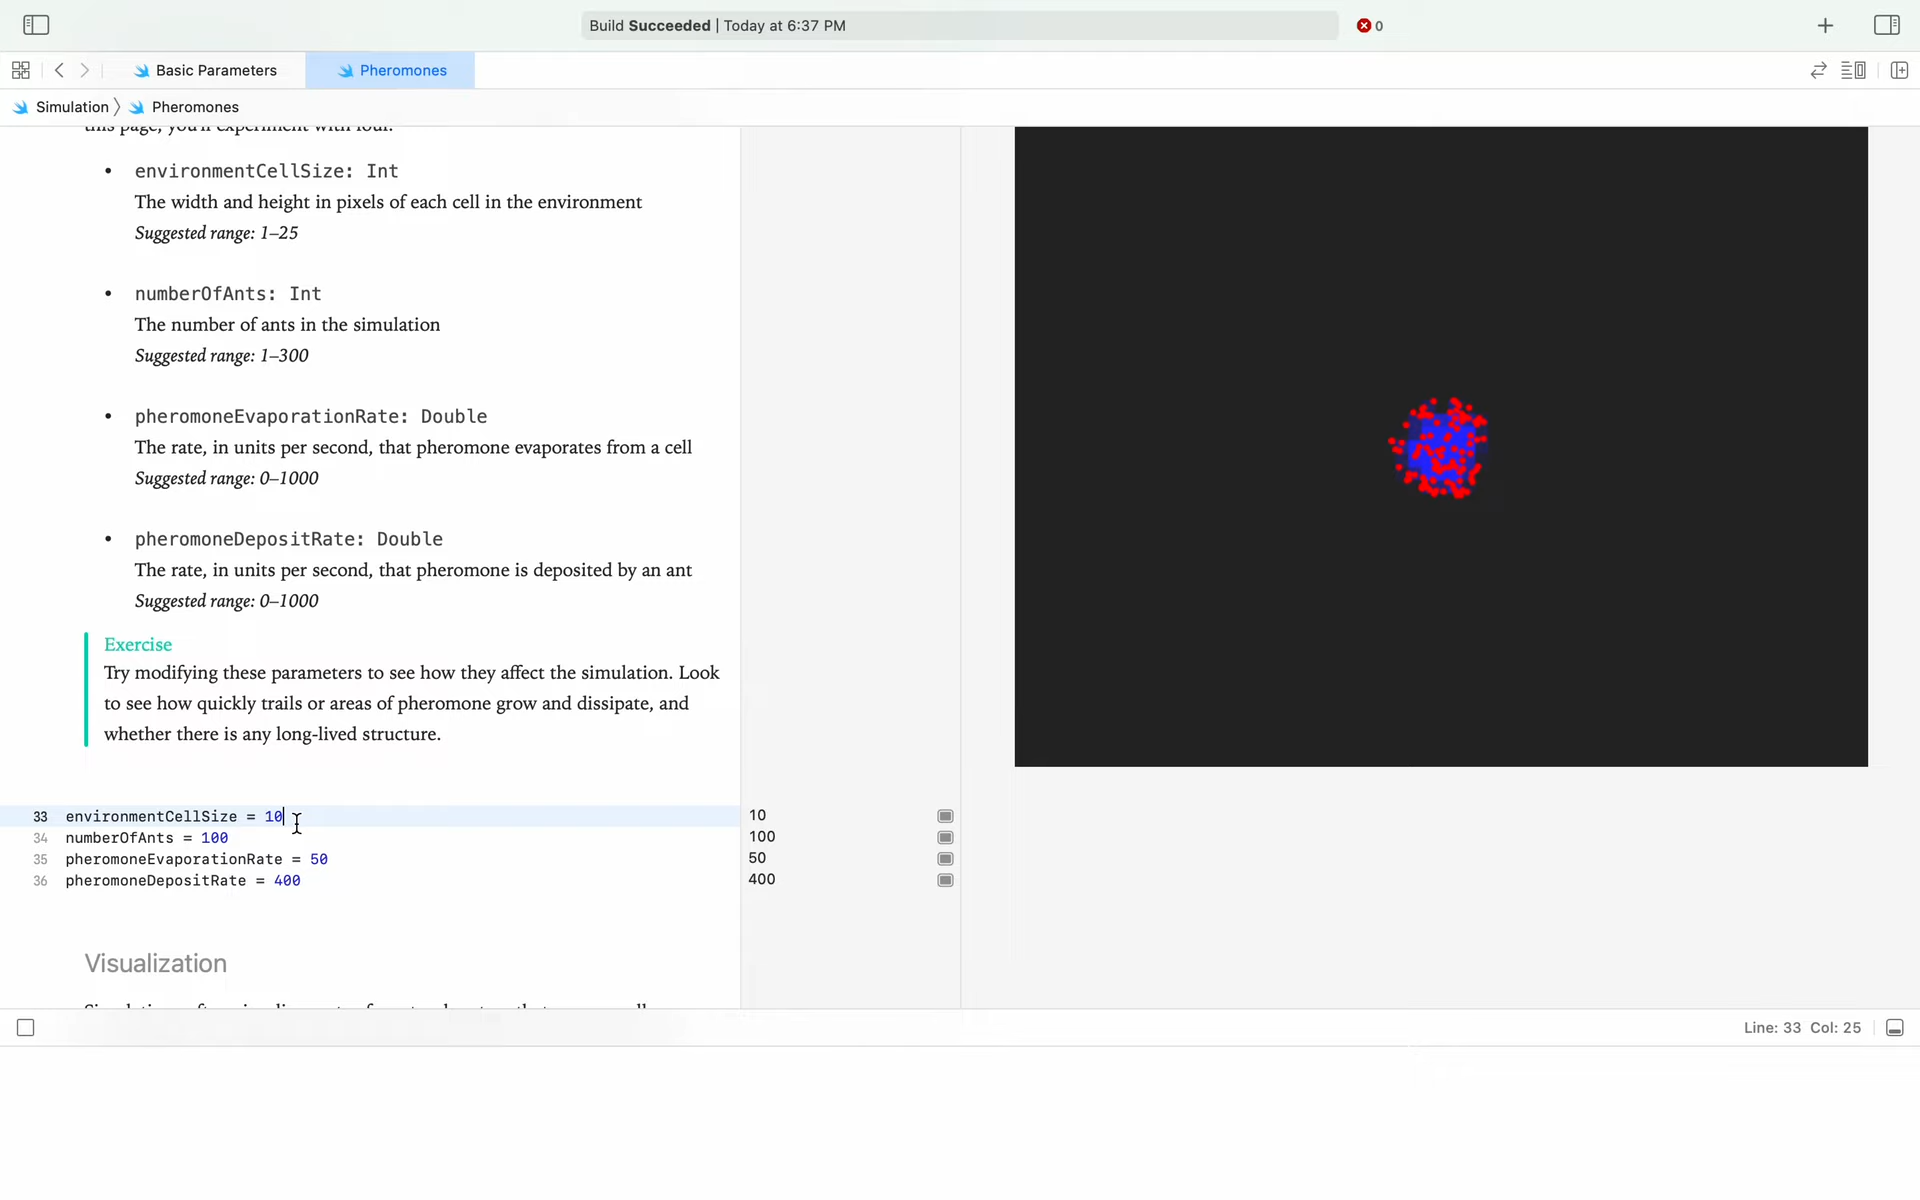 Build Succeeded | Today at 6:37 PM
0
Basic Parameters
Pheromones
Simulation
Pheromones
this page, you'll experiment with four.
• environmentCellSize: Int
The width and height in pixels of each cell in the environment
Suggested range: 1–25
• numberOfAnts: Int
The number of ants in the simulation
Suggested range: 1–300
• pheromoneEvaporationRate: Double
The rate, in units per second, that pheromone evaporates from a cell
Suggested range: 0–1000
• pheromoneDepositRate: Double
The rate, in units per second, that pheromone is deposited by an ant
Suggested range: 0–1000
Exercise
Try modifying these parameters to see how they affect the simulation. Look
to see how quickly trails or areas of pheromone grow and dissipate, and
whether there is any long-lived structure.
33 environmentCellSize = 10
10
34 numberOfAnts = 100
100
35 pheromoneEvaporationRate = 50
50
36 pheromoneDepositRate = 400
400
Visualization
Line: 33 Col: 25